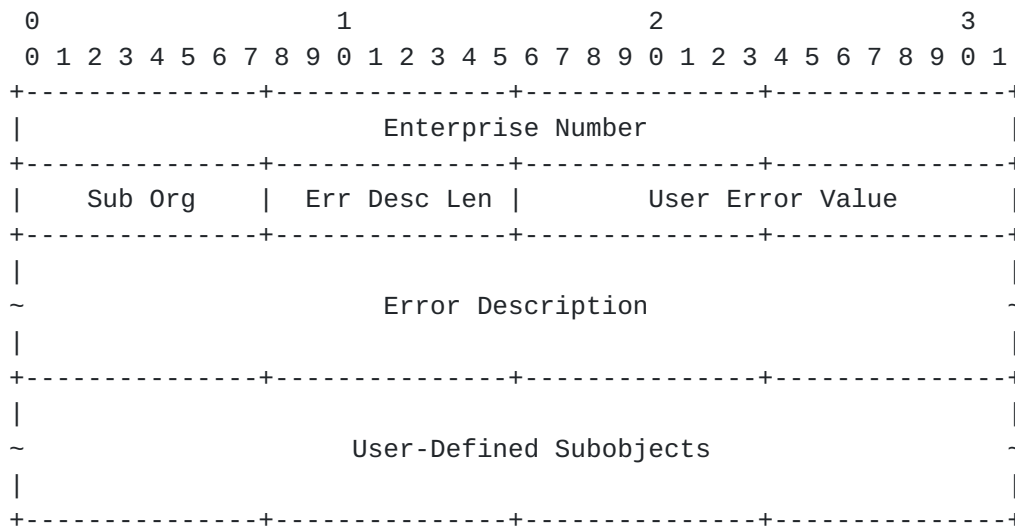 0                   1                   2                   3
 0 1 2 3 4 5 6 7 8 9 0 1 2 3 4 5 6 7 8 9 0 1 2 3 4 5 6 7 8 9 0 1
+---------------+---------------+---------------+---------------+
|                       Enterprise Number                       |
+---------------+---------------+---------------+---------------+
|    Sub Org    |  Err Desc Len |        User Error Value       |
+---------------+---------------+---------------+---------------+
|                                                               |
~                       Error Description                       ~
|                                                               |
+---------------+---------------+---------------+---------------+
|                                                               |
~                     User-Defined Subobjects                   ~
|                                                               |
+---------------+---------------+---------------+---------------+